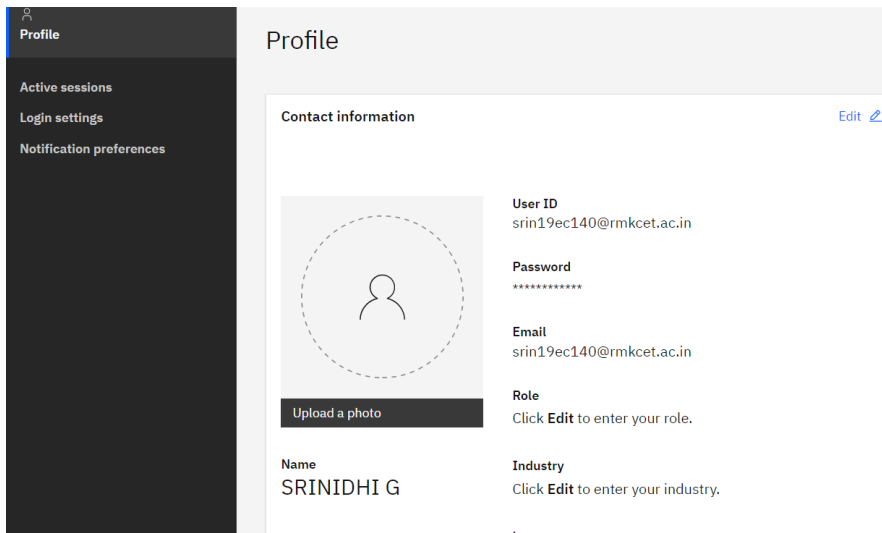 Profile
Active sessions
Login settings
Notification preferences
Profile
Contact information
Edit
Upload a photo
Name
SRINIDHI G
User ID
srin19ec140@rmkcet.ac.in
Password
************
Email
srin19ec140@rmkcet.ac.in
Role
Click Edit to enter your role.
Industry
Click Edit to enter your industry.